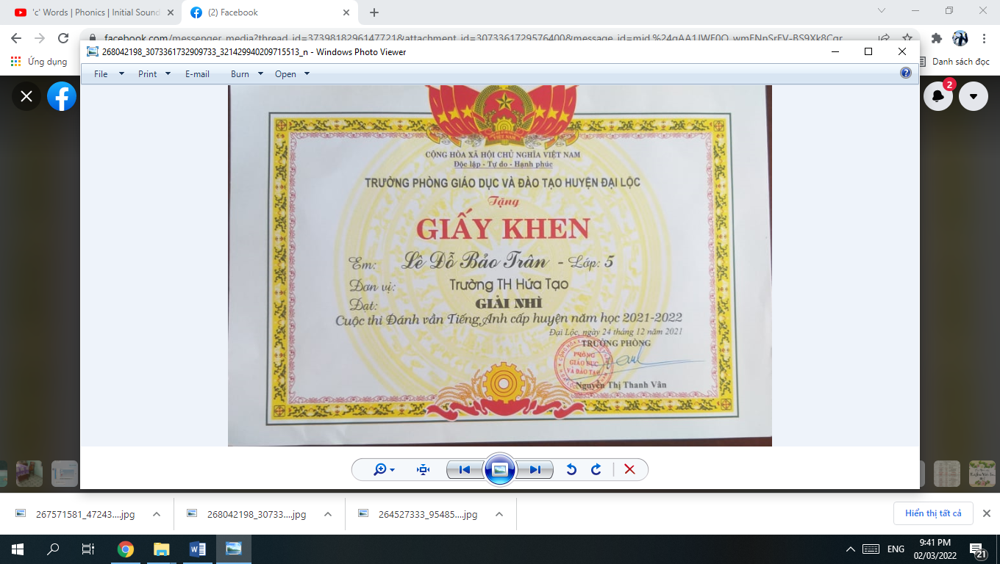 'c' Words | Phonics | Initial Sound
(2) Facebook
facebook.com/messenger_media?thread_id=3739818296147721&attachment_id=3073361729576400&message_id=mid.%24gAA1JWE0O_wmENnSrFV-BS9Xk8Cgr
Ứng dụng
Danh sách đọc
268042198_3073361732909733_321429940209715513_n - Windows Photo Viewer
File Print E-mail Burn Open
2
VIỆT NAM
CỘNG HÒA XÃ HỘI CHỦ NGHĨA VIỆT NAM
Độc lập - Tự do - Hạnh phúc
TRƯỞNG PHÒNG GIÁO DỤC VÀ ĐÀO TẠO HUYỆN ĐẠI LỘC
Tặng
GIẤY KHEN
Em: Lê Đỗ Bảo Trân - Lớp: 5
Đơn vị: Trường TH Hứa Tạo
Đạt: GIẢI NHÌ
Cuộc thi Đánh vần Tiếng Anh cấp huyện năm học 2021-2022
Đại Lộc, ngày 24 tháng 12 năm 2021
TRƯỞNG PHÒNG
PHÒNG
GIÁO DỤC
VÀ ĐÀO TẠO
Nguyễn Thị Thanh Vân
267571581_47243....jpg
268042198_30733....jpg
264527333_95485....jpg
Hiển thị tất cả
ENG
9:41 PM
02/03/2022
21